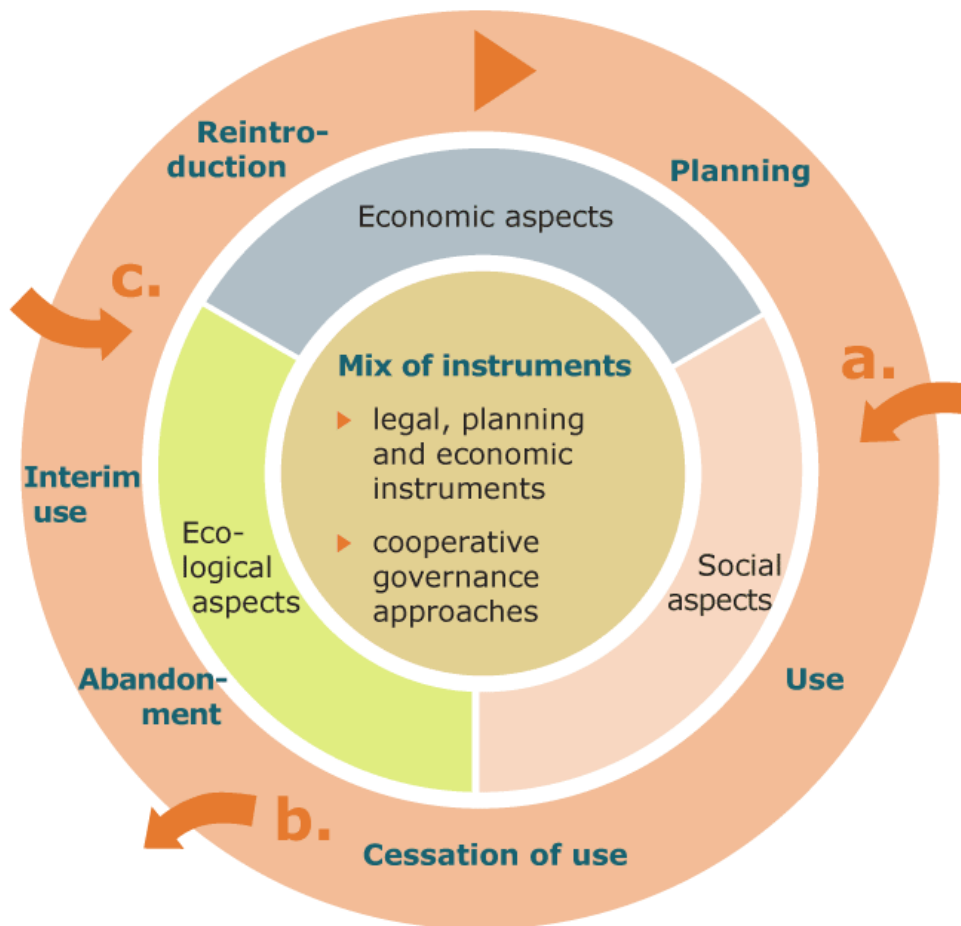 Reintro-
duction
Planning
Economic aspects
c.
a.
Mix of instruments
legal, planning
and economic
instruments
cooperative
governance
approaches
Interim
use
Eco-
logical
aspects
Social
aspects
Abandon-
ment
Use
b.
Cessation of use